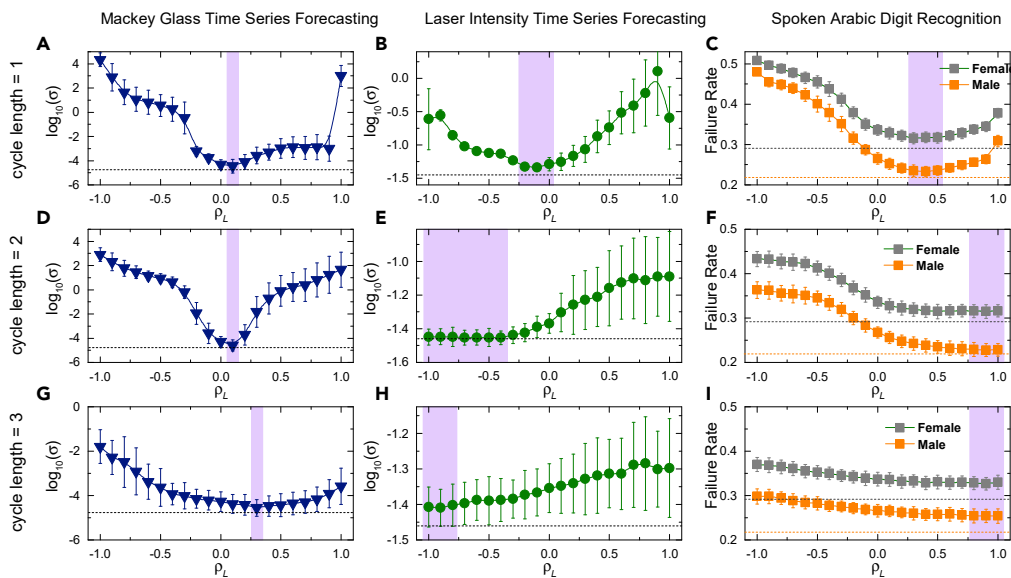 Mackey Glass Time Series Forecasting
Laser Intensity Time Series Forecasting
Spoken Arabic Digit Recognition
cycle length = 1
A
log10(σ)
4
2
0
-2
-4
-6
-1.0 -0.5 0.0 0.5 1.0
ρL
B
log10(σ)
0.0
-0.5
-1.0
-1.5
-1.0 -0.5 0.0 0.5 1.0
ρL
C
Failure Rate
0.5
0.4
0.3
0.2
Female
Male
-1.0 -0.5 0.0 0.5 1.0
ρL
cycle length = 2
D
log10(σ)
4
2
0
-2
-4
-6
-1.0 -0.5 0.0 0.5 1.0
ρL
E
log10(σ)
-1.0
-1.2
-1.4
-1.6
-1.0 -0.5 0.0 0.5 1.0
ρL
F
Failure Rate
0.5
0.4
0.3
0.2
Female
Male
-1.0 -0.5 0.0 0.5 1.0
ρL
cycle length = 3
G
log10(σ)
0
-2
-4
-6
-1.0 -0.5 0.0 0.5 1.0
ρL
H
log10(σ)
-1.2
-1.3
-1.4
-1.5
-1.0 -0.5 0.0 0.5 1.0
ρL
I
Failure Rate
0.5
0.4
0.3
0.2
Female
Male
-1.0 -0.5 0.0 0.5 1.0
ρL